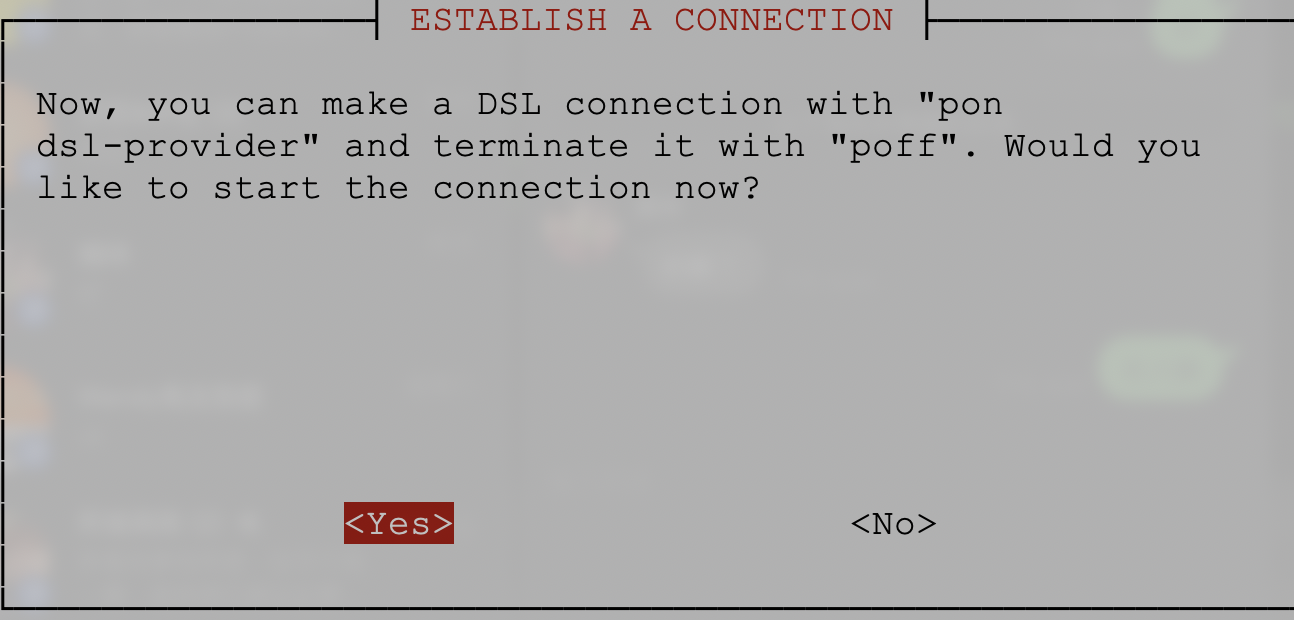 ESTABLISH A CONNECTION
Now, you can make a DSL connection with "pon
dsl-provider" and terminate it with "poff". Would you
like to start the connection now?
<Yes> <No>